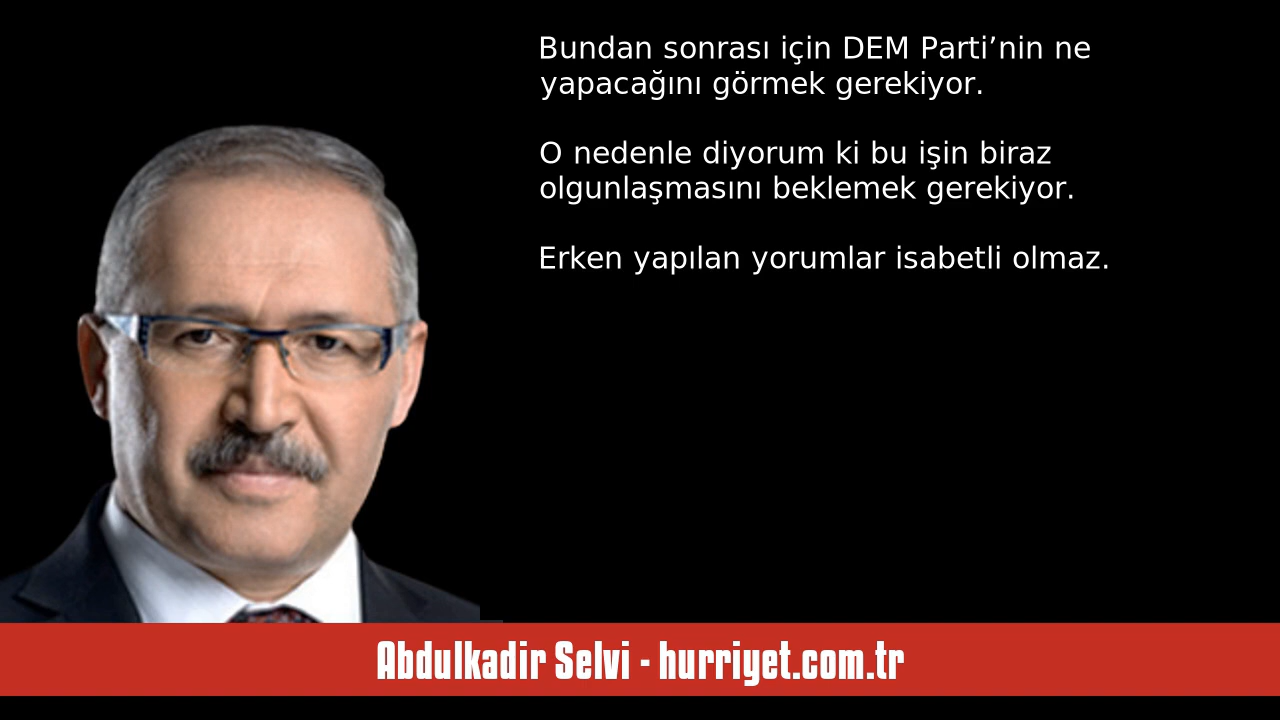 Bundan sonrası için DEM Parti’nin ne
yapacağını görmek gerekiyor.
O nedenle diyorum ki bu işin biraz
olgunlaşmasını beklemek gerekiyor.
Erken yapılan yorumlar isabetli olmaz.
Abdulkadir Selvi - hurriyet.com.tr